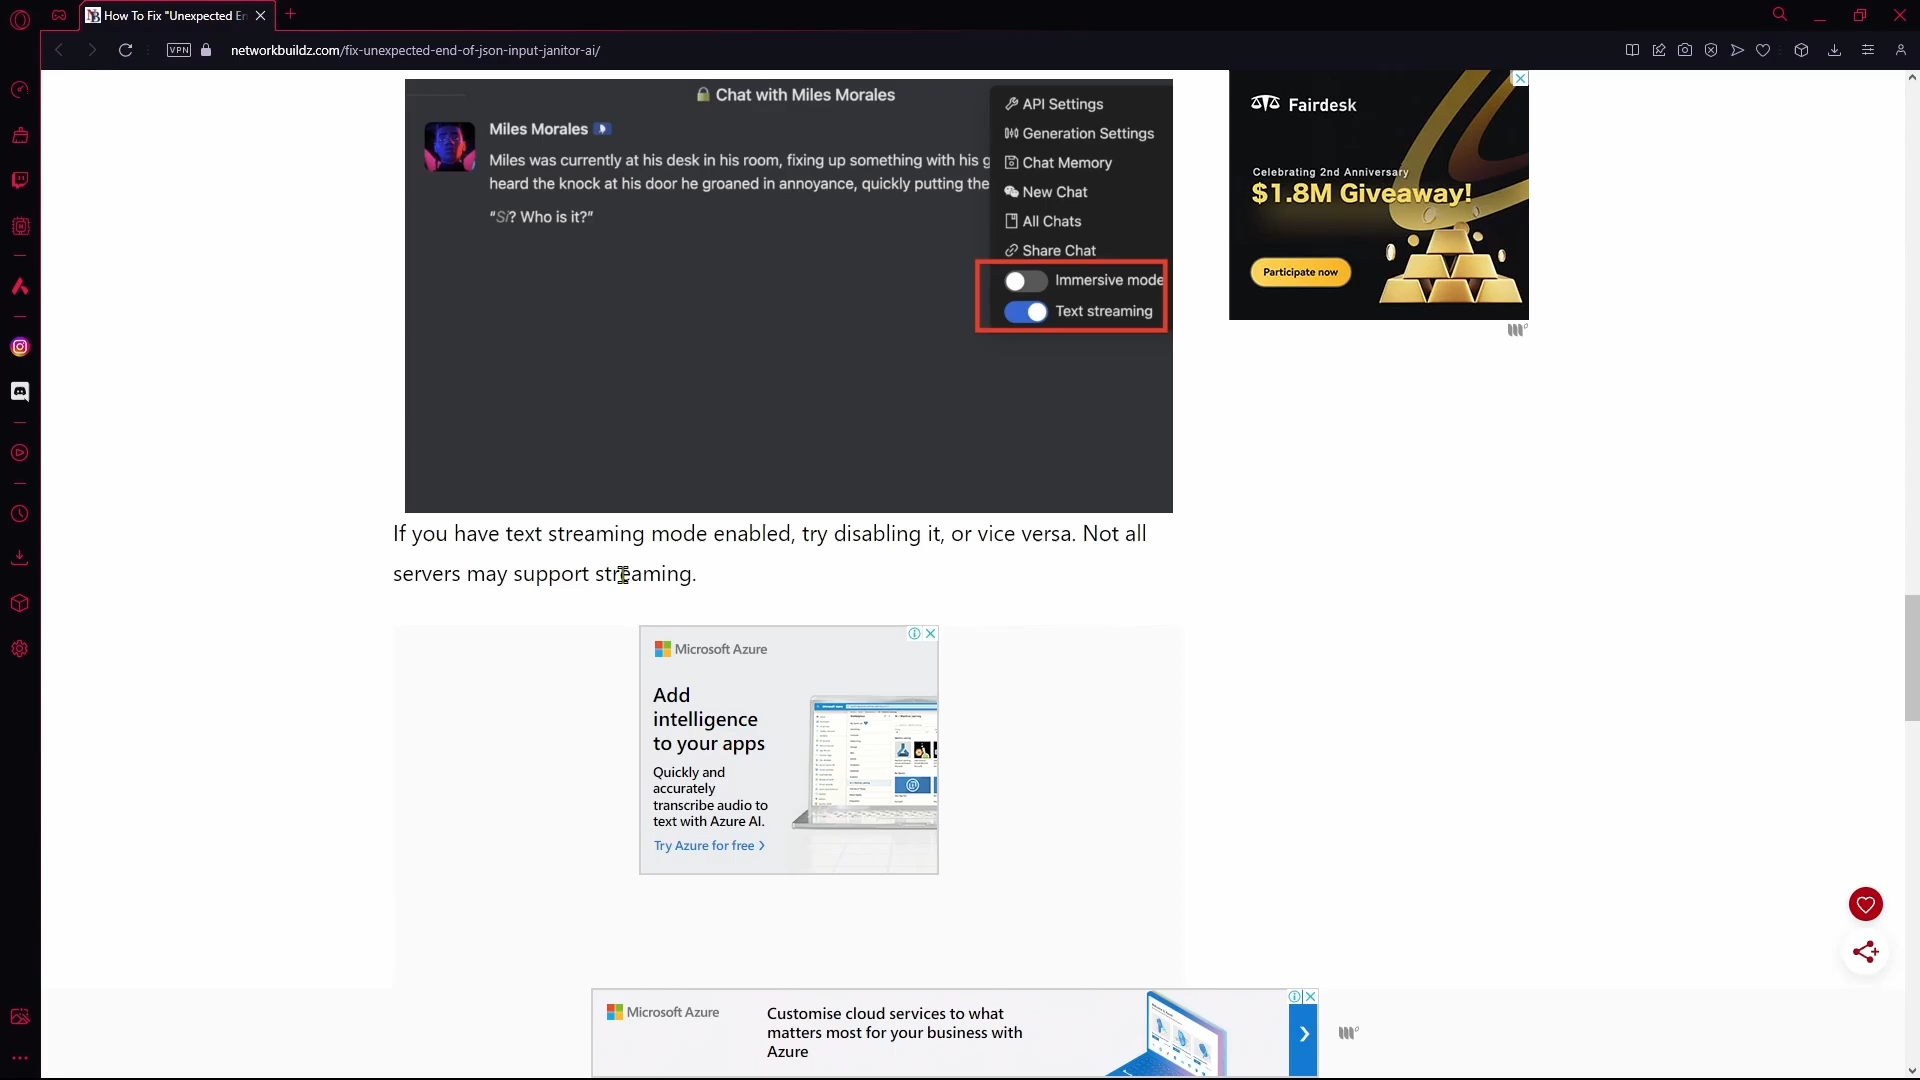 How To Fix "Unexpected En
VPN
networkbuildz.com/fix-unexpected-end-of-json-input-janitor-ai/
Chat with Miles Morales
Miles Morales
Miles was currently at his desk in his room, fixing up something with his g
heard the knock at his door he groaned in annoyance, quickly putting the
"Si? Who is it?"
API Settings
Generation Settings
Chat Memory
New Chat
All Chats
Share Chat
Immersive mode
Text streaming
Fairdesk
Celebrating 2nd Anniversary
$1.8M Giveaway!
Participate now
If you have text streaming mode enabled, try disabling it, or vice versa. Not all
servers may support streaming.
Microsoft Azure
Add
intelligence
to your apps
Quickly and
accurately
transcribe audio to
text with Azure AI.
Try Azure for free >
Microsoft Azure
Customise cloud services to what
matters most for your business with
Azure